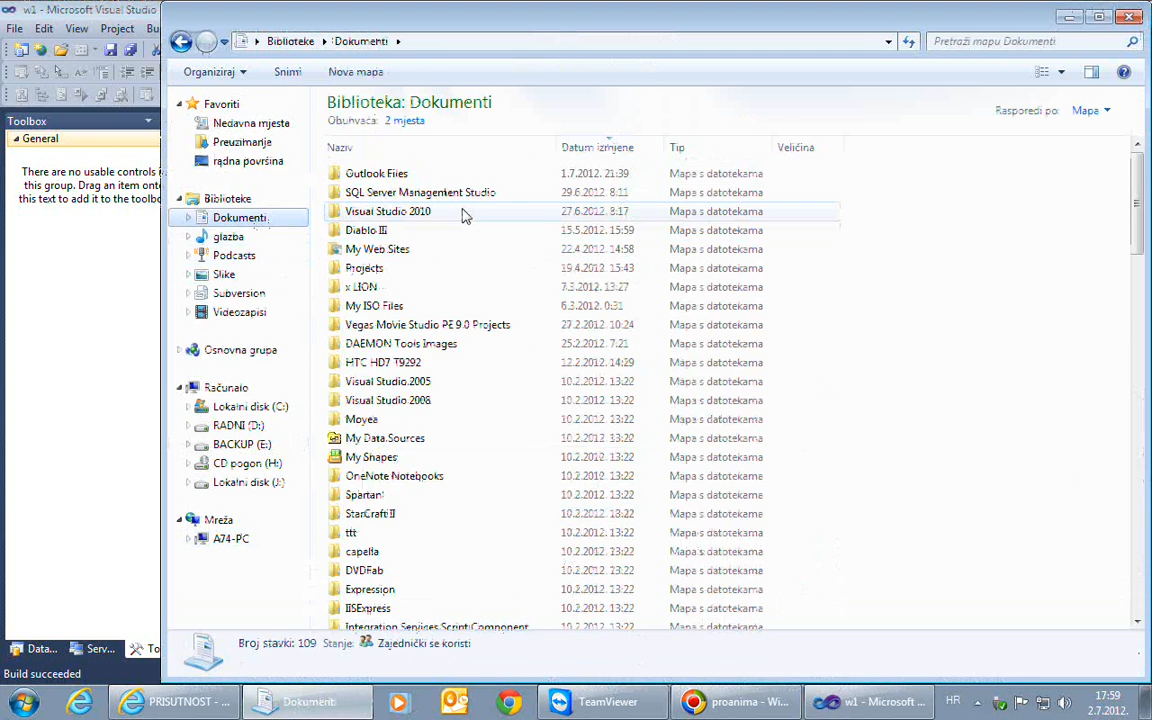 w1 - Microsoft Visual Studio
File Edit View Project Bu
Toolbox
General
There are no usable controls i
this group. Drag an item onto
this text to add it to the toolbo
Data... Serv... To
Build succeeded
Biblioteke Dokumenti
Pretraži mapu Dokumenti
Organiziraj Snimi Nova mapa
Favoriti
Nedavna mjesta
Preuzimanje
radna površina
Biblioteke
Dokumenti
glazba
Podcasts
Slike
Subversion
Videozapisi
Osnovna grupa
Računalo
Lokalni disk (C:)
RADNI (D:)
BACKUP (E:)
CD pogon (H:)
Lokalni disk (J:)
Mreža
A74-PC
Biblioteka: Dokumenti
Obuhvaća: 2 mjesta
Rasporedi po: Mapa
Naziv Datum izmjene Tip Veličina
Outlook Files 1.7.2012. 21:39 Mapa s datotekama
SQL Server Management Studio 29.6.2012. 8:11 Mapa s datotekama
Visual Studio 2010 27.6.2012. 8:17 Mapa s datotekama
Diablo III 15.5.2012. 15:59 Mapa s datotekama
My Web Sites 22.4.2012. 14:58 Mapa s datotekama
Projects 19.4.2012. 15:43 Mapa s datotekama
x LION 7.3.2012. 13:27 Mapa s datotekama
My ISO Files 6.3.2012. 0:31 Mapa s datotekama
Vegas Movie Studio PE 9.0 Projects 27.2.2012. 10:24 Mapa s datotekama
DAEMON Tools Images 25.2.2012. 7:21 Mapa s datotekama
HTC HD7 T9292 12.2.2012. 14:29 Mapa s datotekama
Visual Studio 2005 10.2.2012. 13:22 Mapa s datotekama
Visual Studio 2008 10.2.2012. 13:22 Mapa s datotekama
Moyea 10.2.2012. 13:22 Mapa s datotekama
My Data Sources 10.2.2012. 13:22 Mapa s datotekama
My Shapes 10.2.2012. 13:22 Mapa s datotekama
OneNote Notebooks 10.2.2012. 13:22 Mapa s datotekama
Spartan 10.2.2012. 13:22 Mapa s datotekama
StarCraft II 10.2.2012. 13:22 Mapa s datotekama
ttt 10.2.2012. 13:22 Mapa s datotekama
capella 10.2.2012. 13:22 Mapa s datotekama
DVDFab 10.2.2012. 13:22 Mapa s datotekama
Expression 10.2.2012. 13:22 Mapa s datotekama
IISExpress 10.2.2012. 13:22 Mapa s datotekama
Integration Services Script Component 10.2.2012. 13:22 Mapa s datotekama
Broj stavki: 109 Stanje: Zajednički se koristi
PRISUTNOST - ... Dokumenti TeamViewer proanima - Wi... w1 - Microsoft ... HR 17:59
2.7.2012.